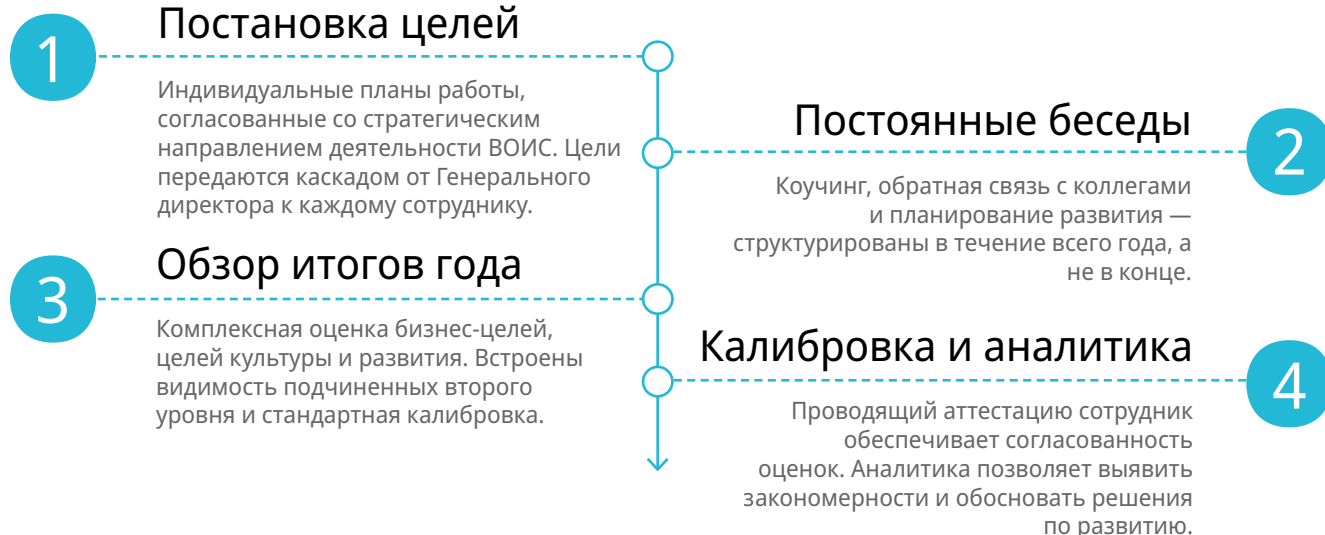 1
Постановка целей
Индивидуальные планы работы,
согласованные со стратегическим
направлением деятельности ВОИС. Цели
передаются каскадом от Генерального
директора к каждому сотруднику.
2
Постоянные беседы
Коучинг, обратная связь с коллегами
и планирование развития —
структурированы в течение всего года, а
не в конце.
3
Обзор итогов года
Комплексная оценка бизнес-целей,
целей культуры и развития. Встроены
видимость подчиненных второго
уровня и стандартная калибровка.
4
Калибровка и аналитика
Проводящий аттестацию сотрудник
обеспечивает согласованность
оценок. Аналитика позволяет выявить
закономерности и обосновать решения
по развитию.